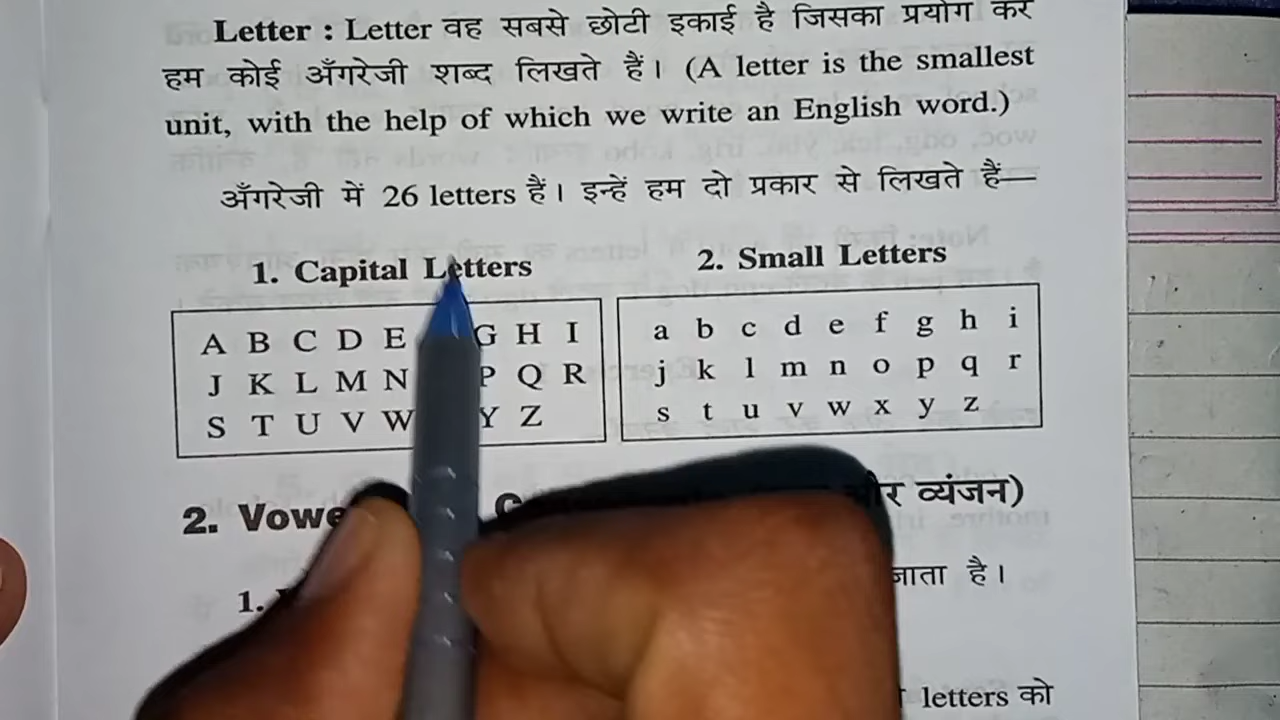 Letter : Letter वह सबसे छोटी इकाई है जिसका प्रयोग कर
हम कोई अँगरेजी शब्द लिखते हैं। (A letter is the smallest
unit, with the help of which we write an English word.)
अँगरेजी में 26 letters हैं। इन्हें हम दो प्रकार से लिखते हैं—
1. Capital Letters
A B C D E G H I
J K L M N P Q R
S T U V W Y Z
2. Small Letters
a b c d e f g h i
j k l m n o p q r
s t u v w x y z
2. व्यंजन)
1.
जाता है।
letters को